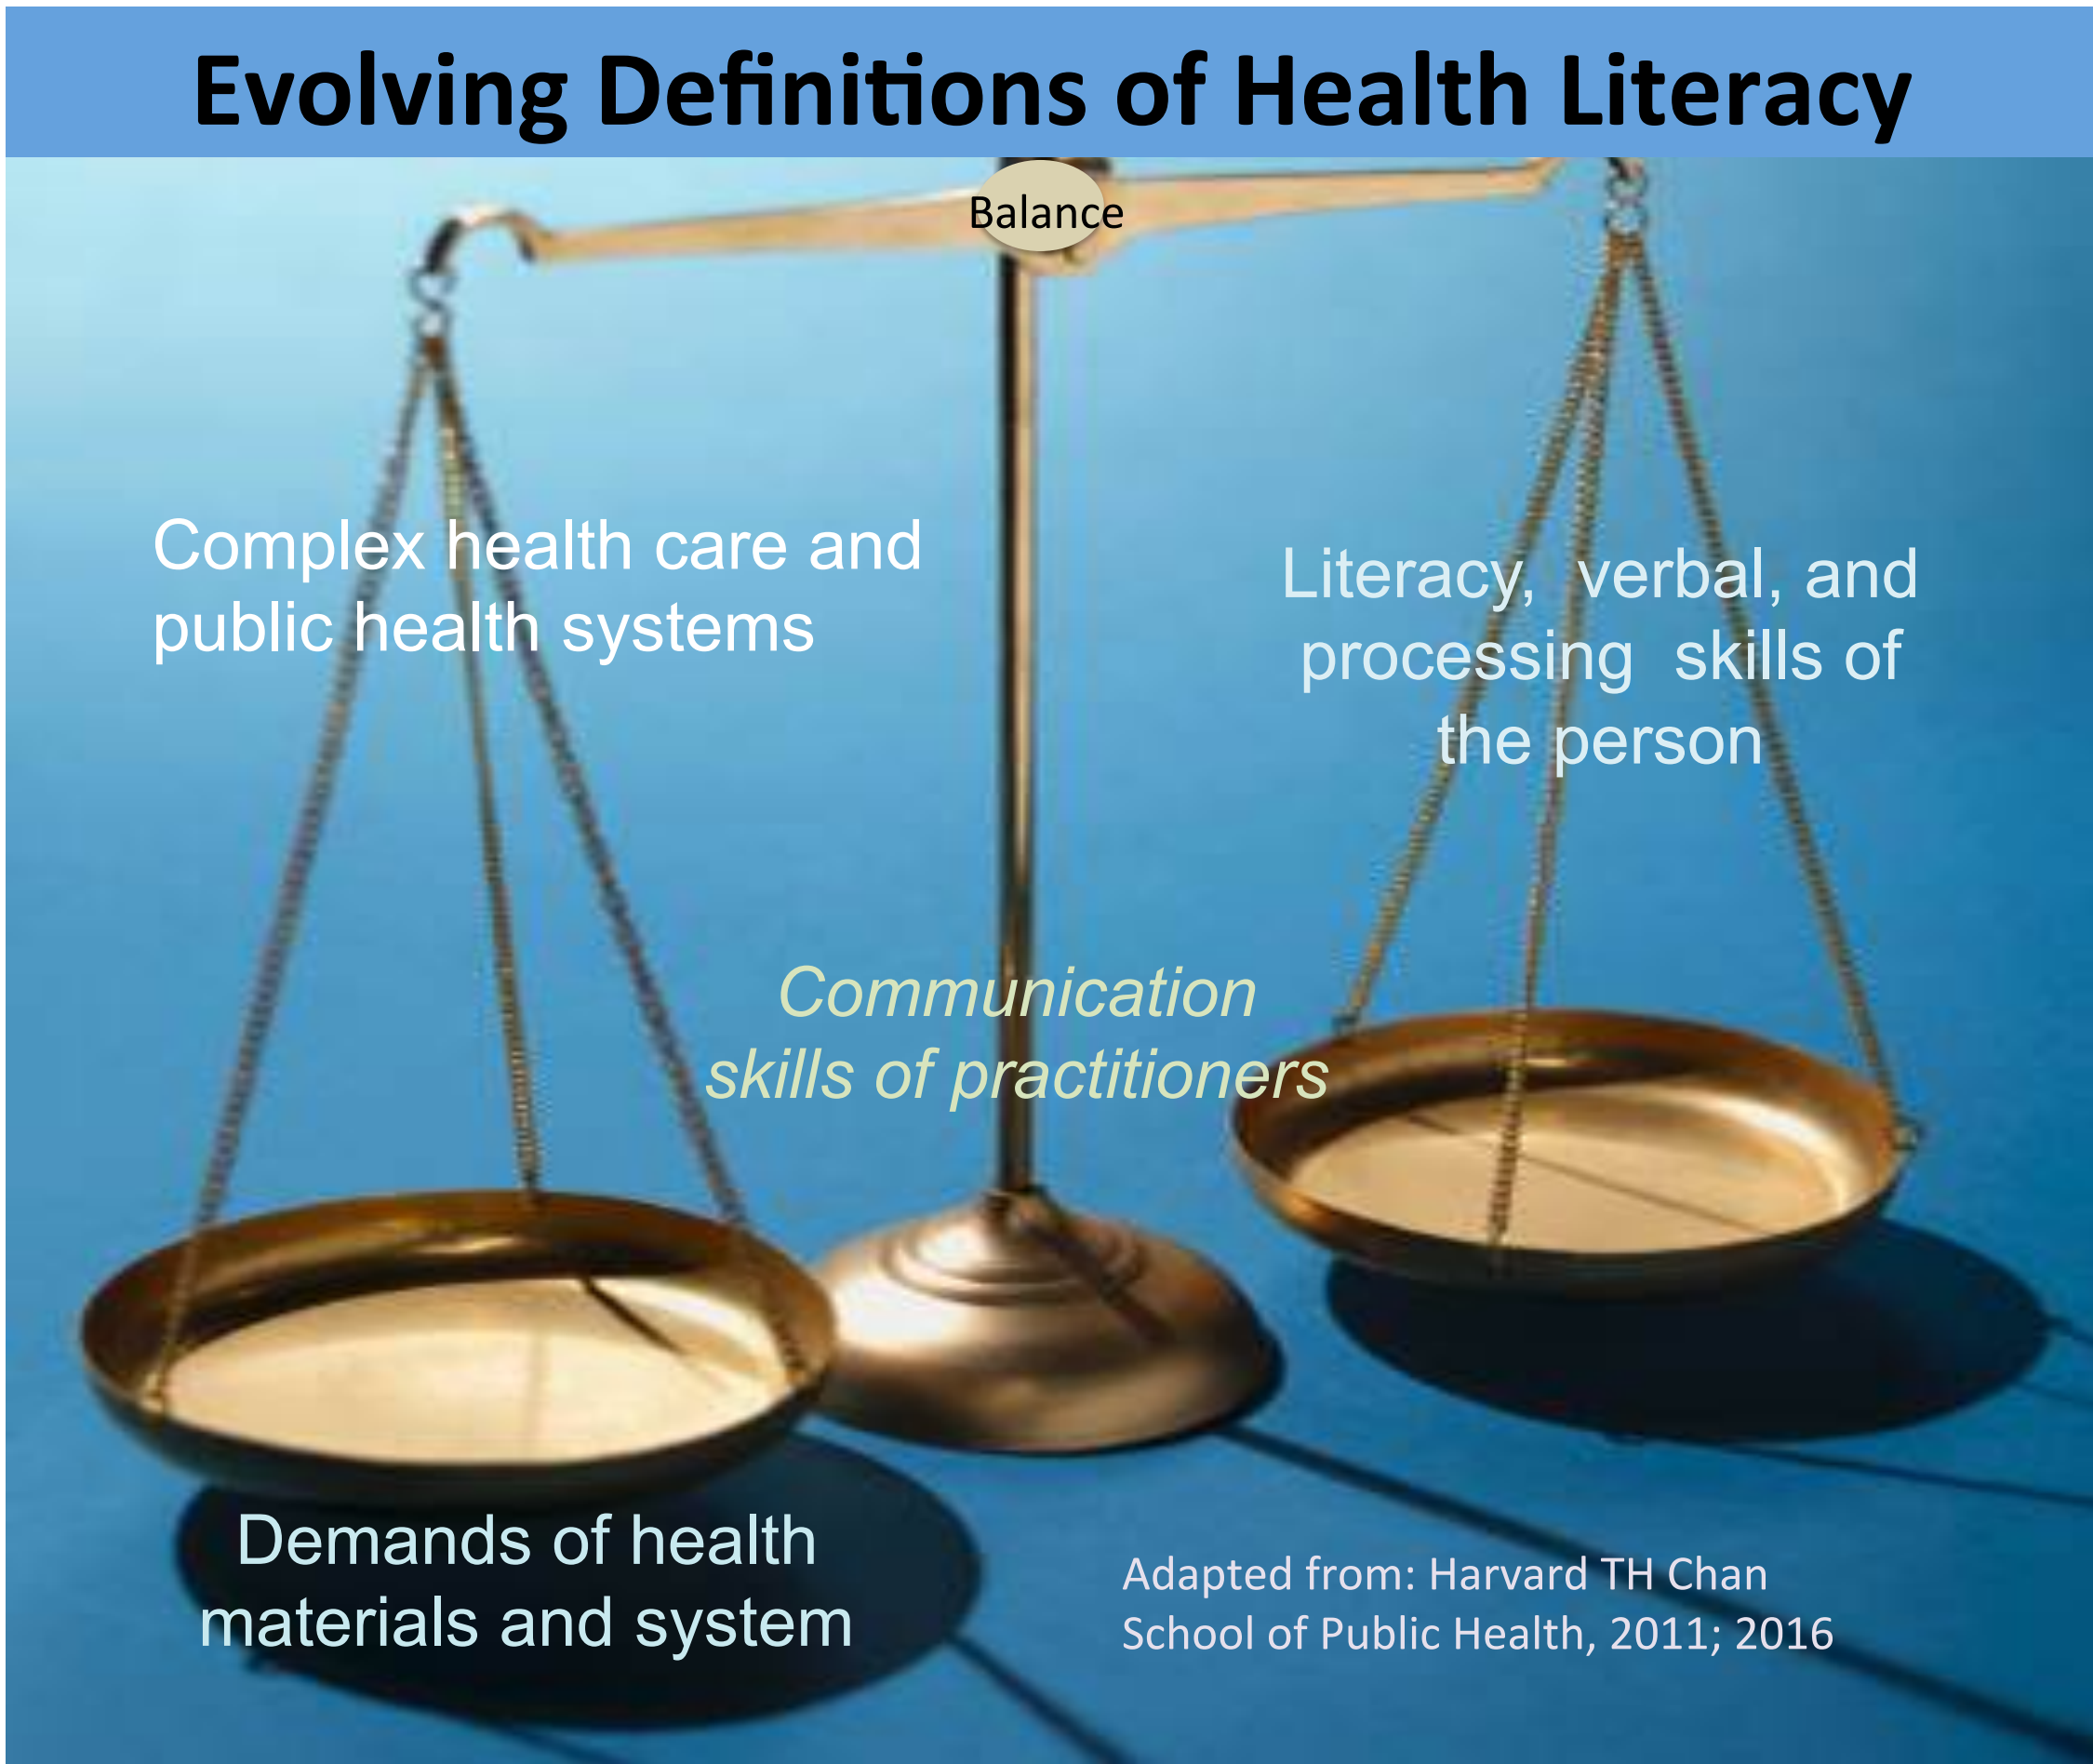 Evolving Definitions of Health Literacy
Balance
Complex health care and
public health systems
Literacy, verbal, and
processing skills of
the person
Communication
skills of practitioners
Demands of health
materials and system
Adapted from: Harvard TH Chan
School of Public Health, 2011; 2016